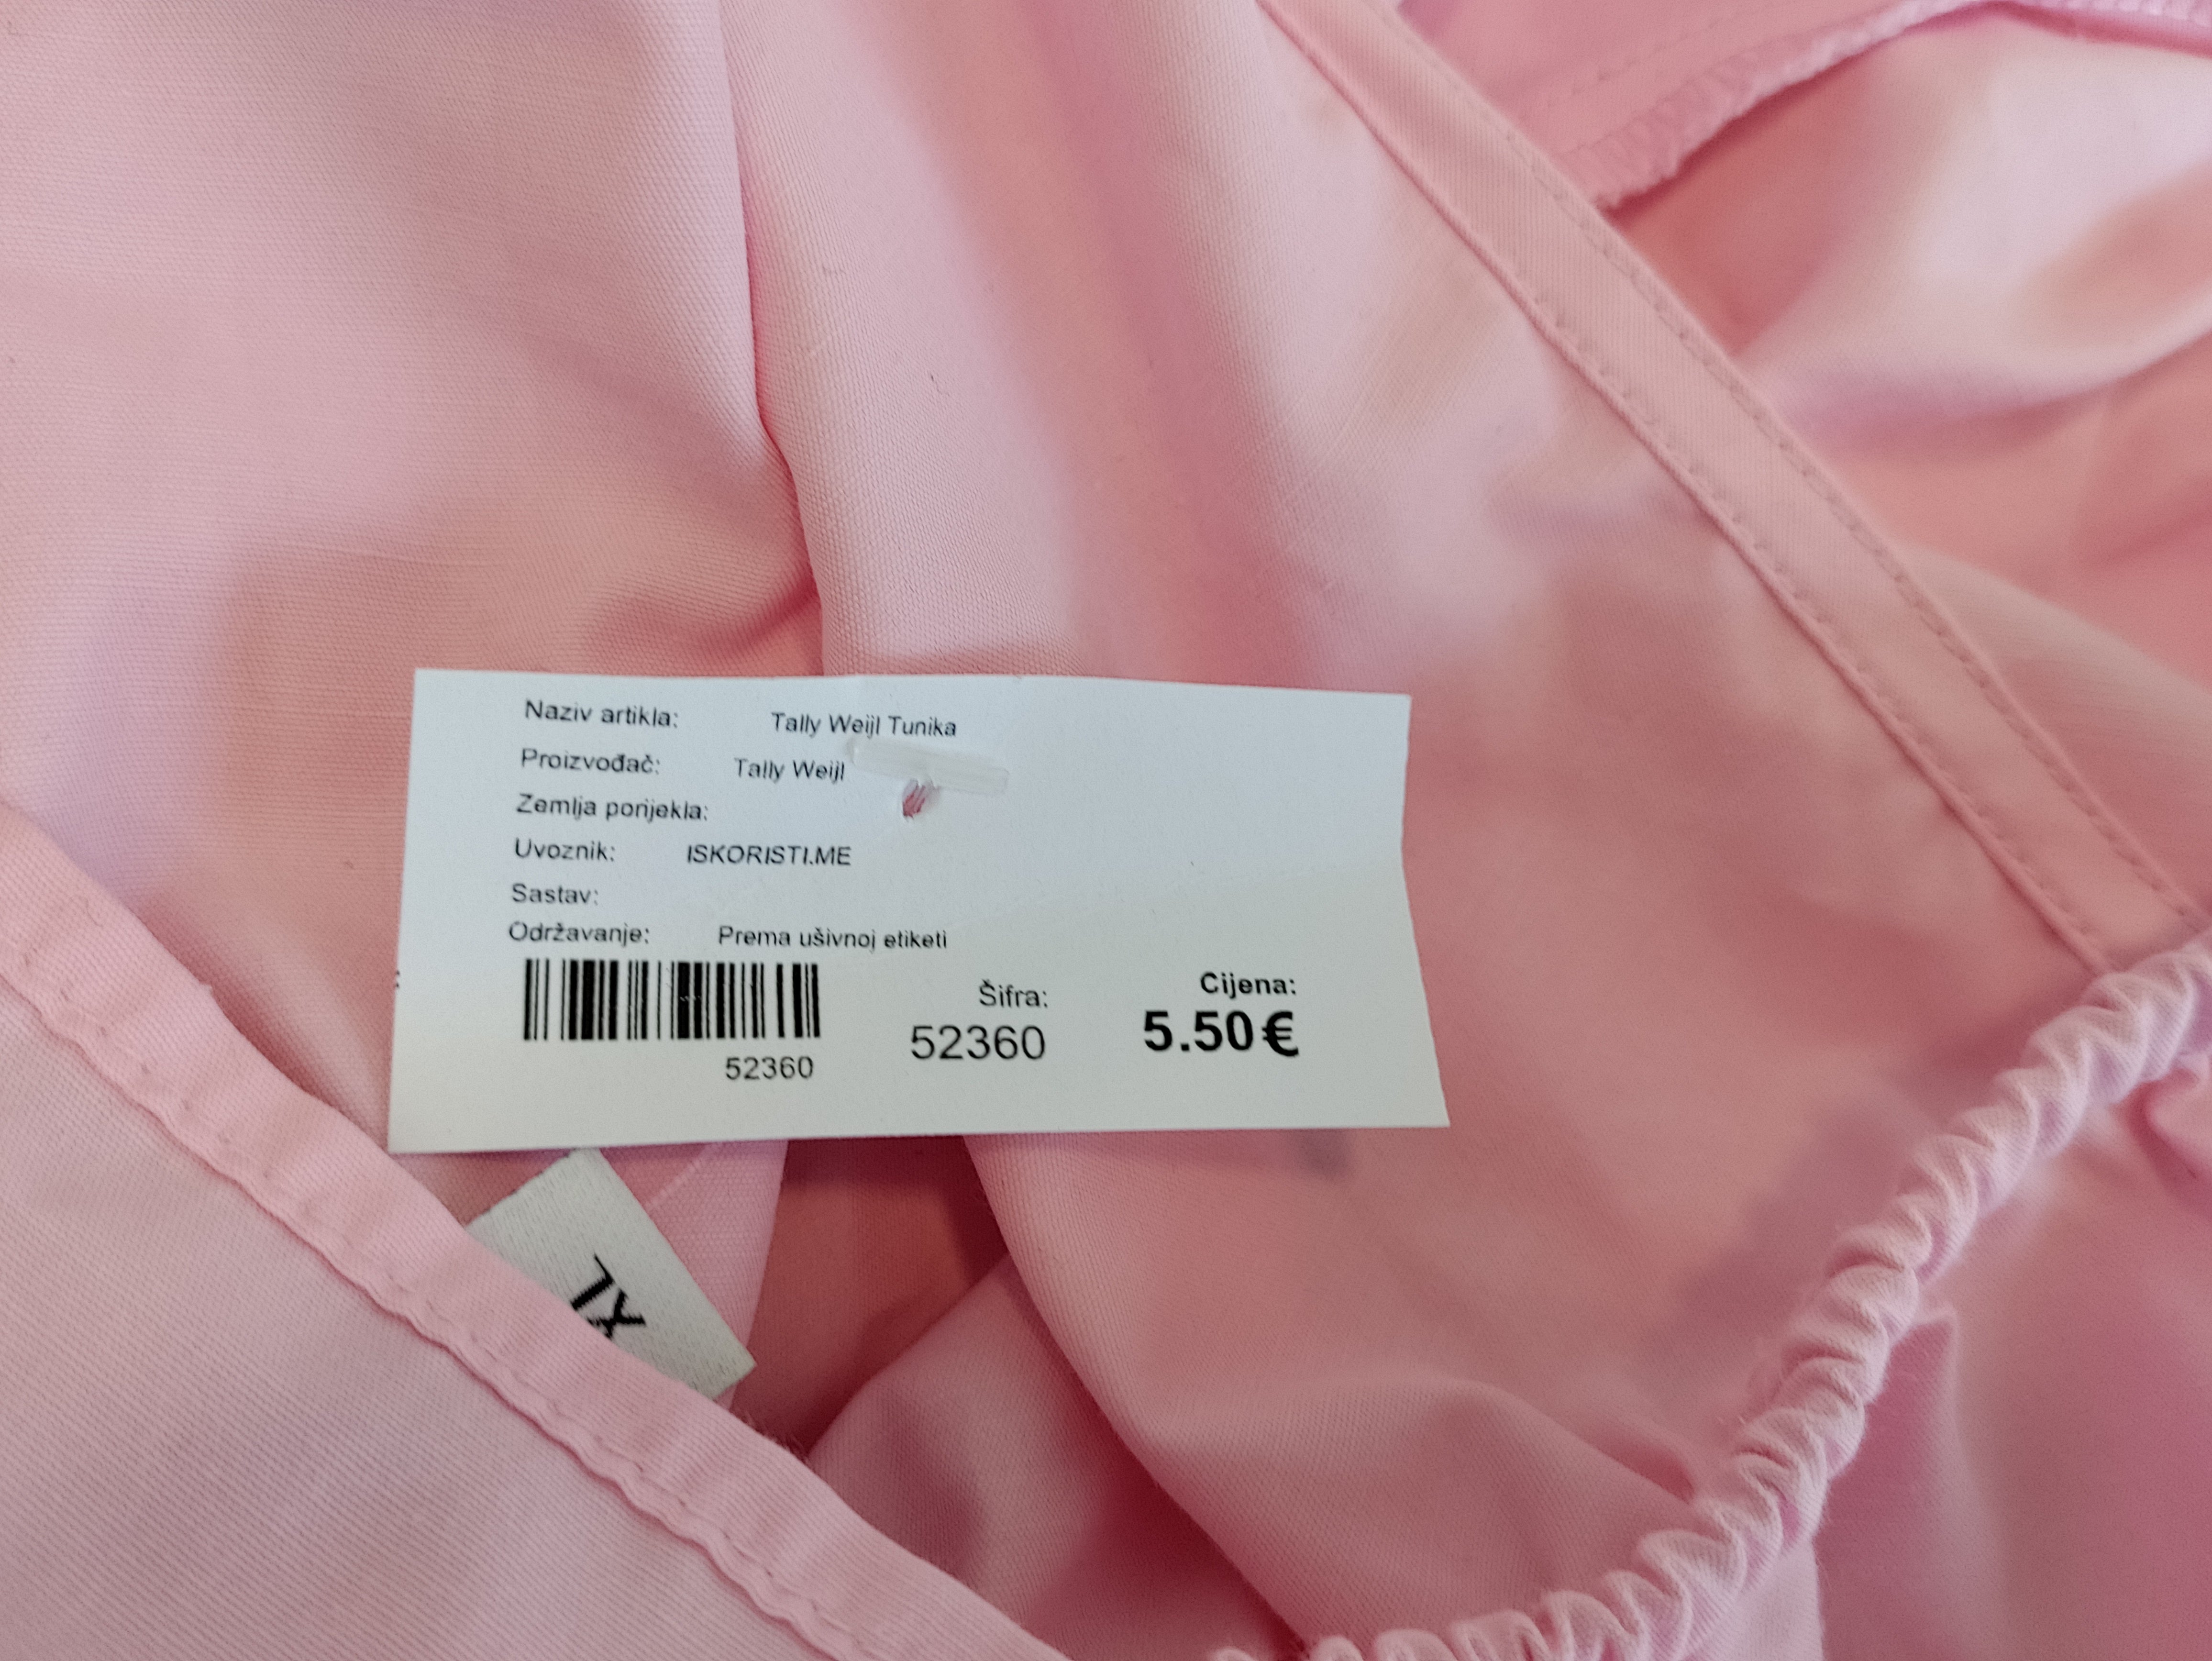 Naziv artikla: Tally Weijl Tunika
Proizvođač: Tally Weijl
Zemlja porijekla:
Uvoznik: ISKORISTI.ME
Sastav:
Održavanje: Prema ušivnoj etiketi
52360
Šifra:
52360
Cijena:
5.50€
XL